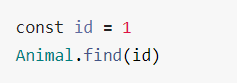 const id = 1
Animal.find(id)